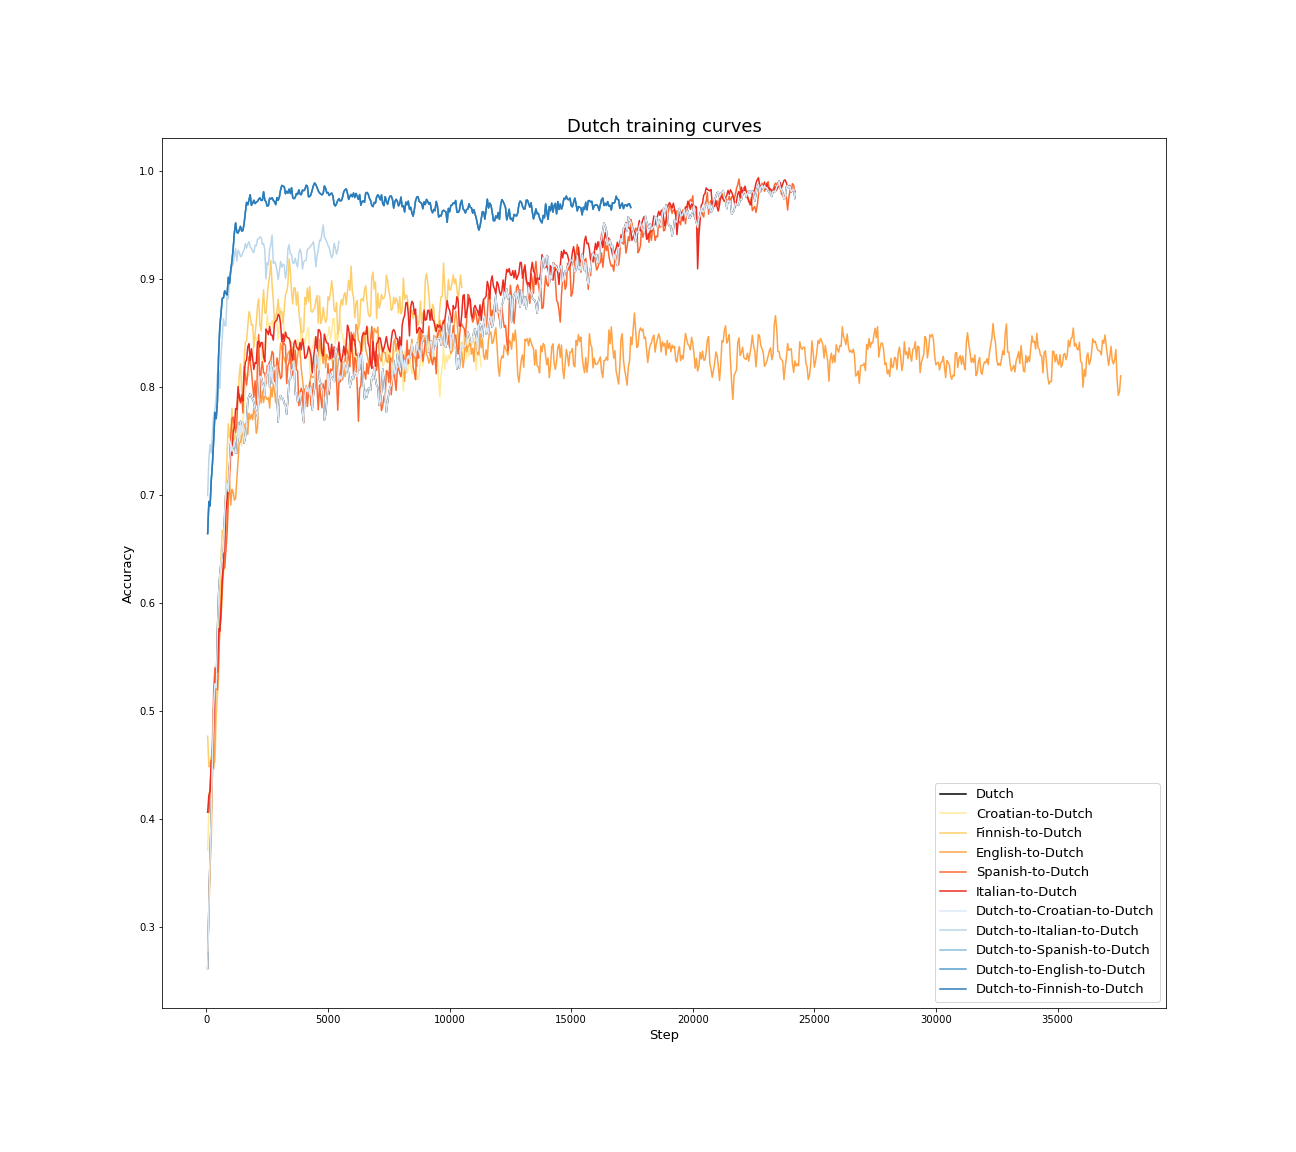 Dutch training curves
1.0
0.9
0.8
0.7
0.6
0.5
0.4
0.3
Accuracy
0 5000 10000 15000 20000 25000 30000 35000
Step
Dutch
Croatian-to-Dutch
Finnish-to-Dutch
English-to-Dutch
Spanish-to-Dutch
Italian-to-Dutch
Dutch-to-Croatian-to-Dutch
Dutch-to-Italian-to-Dutch
Dutch-to-Spanish-to-Dutch
Dutch-to-English-to-Dutch
Dutch-to-Finnish-to-Dutch